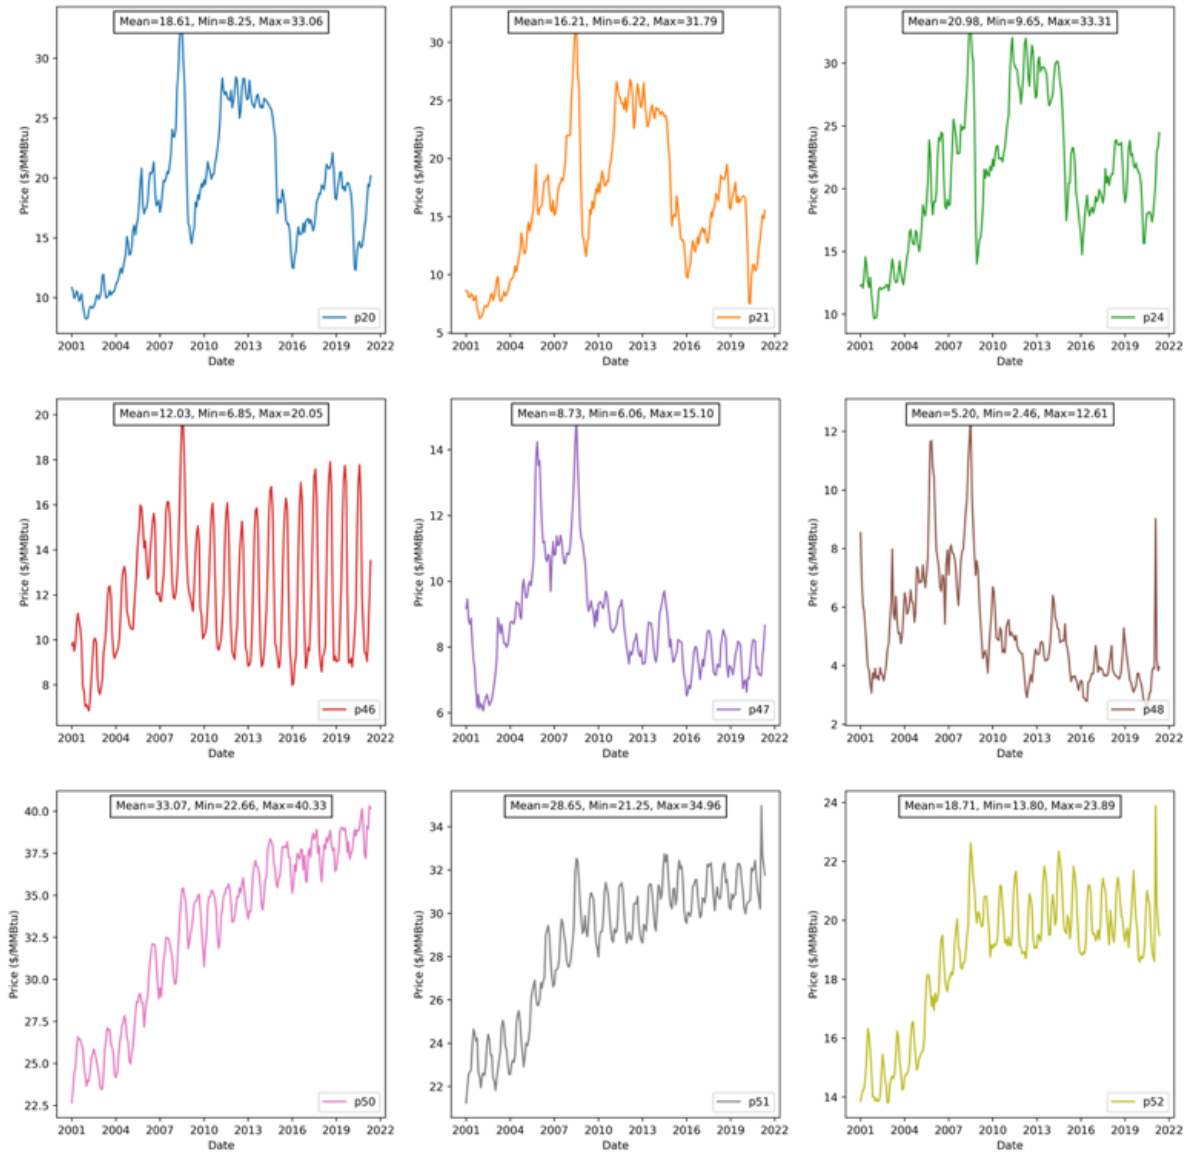 Mean=18.61, Min=8.25, Max=33.06
30
25
20
15
10
Price ($/MMBtu)
p20
2001 2004 2007 2010 2013 2016 2019 2022
Date
Mean=16.21, Min=6.22, Max=31.79
30
25
20
15
10
5
Price ($/MMBtu)
p21
2001 2004 2007 2010 2013 2016 2019 2022
Date
Mean=20.98, Min=9.65, Max=33.31
30
25
20
15
10
Price ($/MMBtu)
p24
2001 2004 2007 2010 2013 2016 2019 2022
Date
Mean=12.03, Min=6.85, Max=20.05
20
18
16
14
12
10
8
Price ($/MMBtu)
p46
2001 2004 2007 2010 2013 2016 2019 2022
Date
Mean=8.73, Min=6.06, Max=15.10
14
12
10
8
6
Price ($/MMBtu)
p47
2001 2004 2007 2010 2013 2016 2019 2022
Date
Mean=5.20, Min=2.46, Max=12.61
12
10
8
6
4
2
Price ($/MMBtu)
p48
2001 2004 2007 2010 2013 2016 2019 2022
Date
Mean=33.07, Min=22.66, Max=40.33
40.0
37.5
35.0
32.5
30.0
27.5
25.0
22.5
Price ($/MMBtu)
p50
2001 2004 2007 2010 2013 2016 2019 2022
Date
Mean=28.65, Min=21.25, Max=34.96
34
32
30
28
26
24
22
Price ($/MMBtu)
p51
2001 2004 2007 2010 2013 2016 2019 2022
Date
Mean=18.71, Min=13.80, Max=23.89
24
22
20
18
16
14
Price ($/MMBtu)
p52
2001 2004 2007 2010 2013 2016 2019 2022
Date